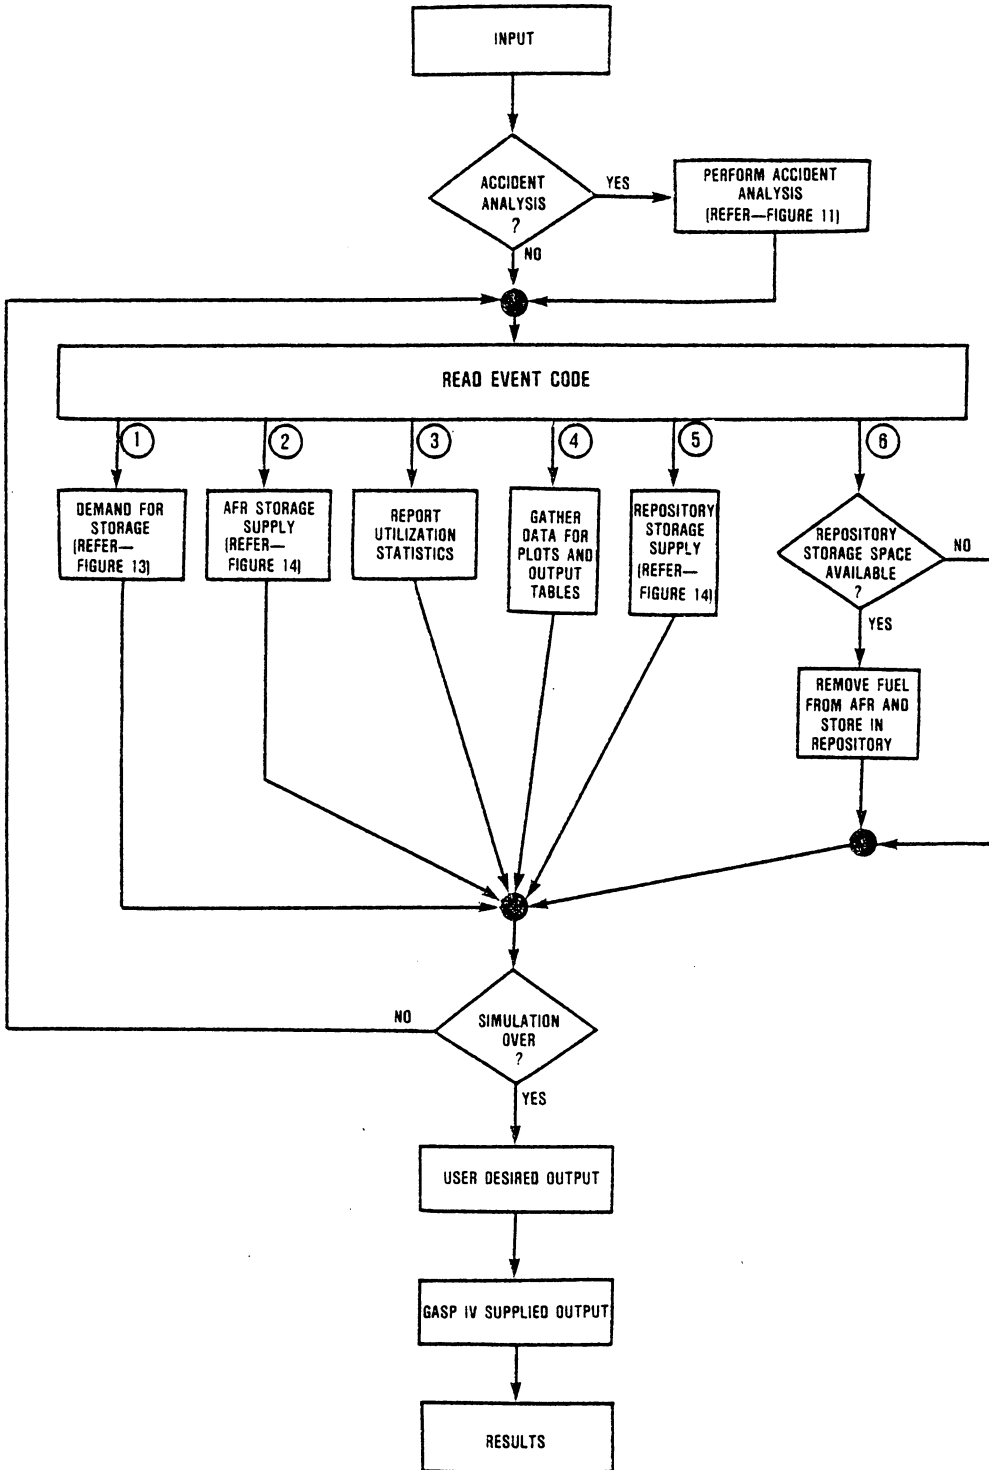 INPUT
ACCIDENT
ANALYSIS
?
YES
PERFORM ACCIDENT
ANALYSIS
(REFER—FIGURE 11)
NO
READ EVENT CODE
1
2
3
4
5
6
DEMAND FOR
STORAGE
(REFER—
FIGURE 13)
AFR STORAGE
SUPPLY
(REFER—
FIGURE 14)
REPORT
UTILIZATION
STATISTICS
GATHER
DATA FOR
PLOTS AND
OUTPUT
TABLES
REPOSITORY
STORAGE
SUPPLY
(REFER—
FIGURE 14)
REPOSITORY
STORAGE SPACE
AVAILABLE
?
NO
YES
REMOVE FUEL
FROM AFR AND
STORE IN
REPOSITORY
NO
SIMULATION
OVER
?
YES
USER DESIRED OUTPUT
GASP IV SUPPLIED OUTPUT
RESULTS